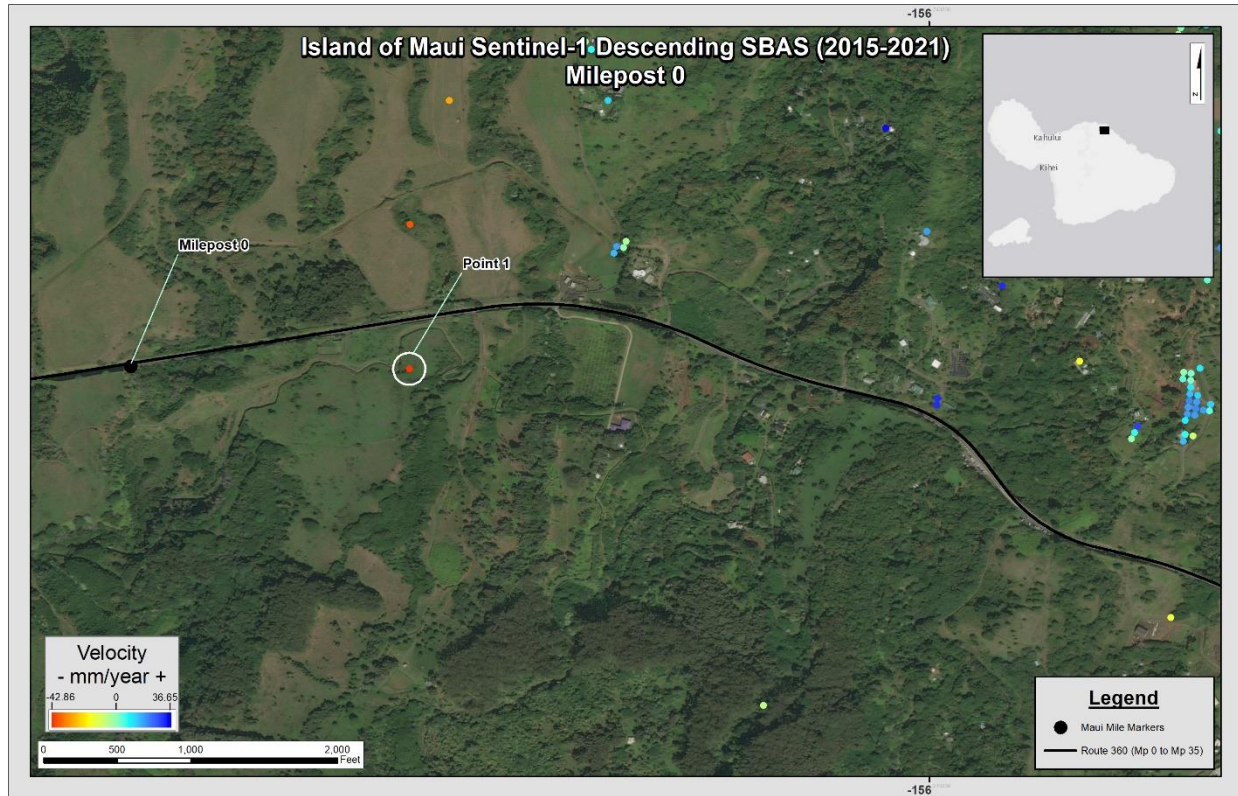 -156
Island of Maui Sentinel-1 Descending SBAS (2015-2021)
Milepost 0
N
Kahului
Kihei
Milepost 0
Point 1
Velocity
- mm/year +
-42.86 0 36.65
0 500 1,000 2,000
Feet
Legend
Maui Mile Markers
Route 360 (Mp 0 to Mp 35)
-156